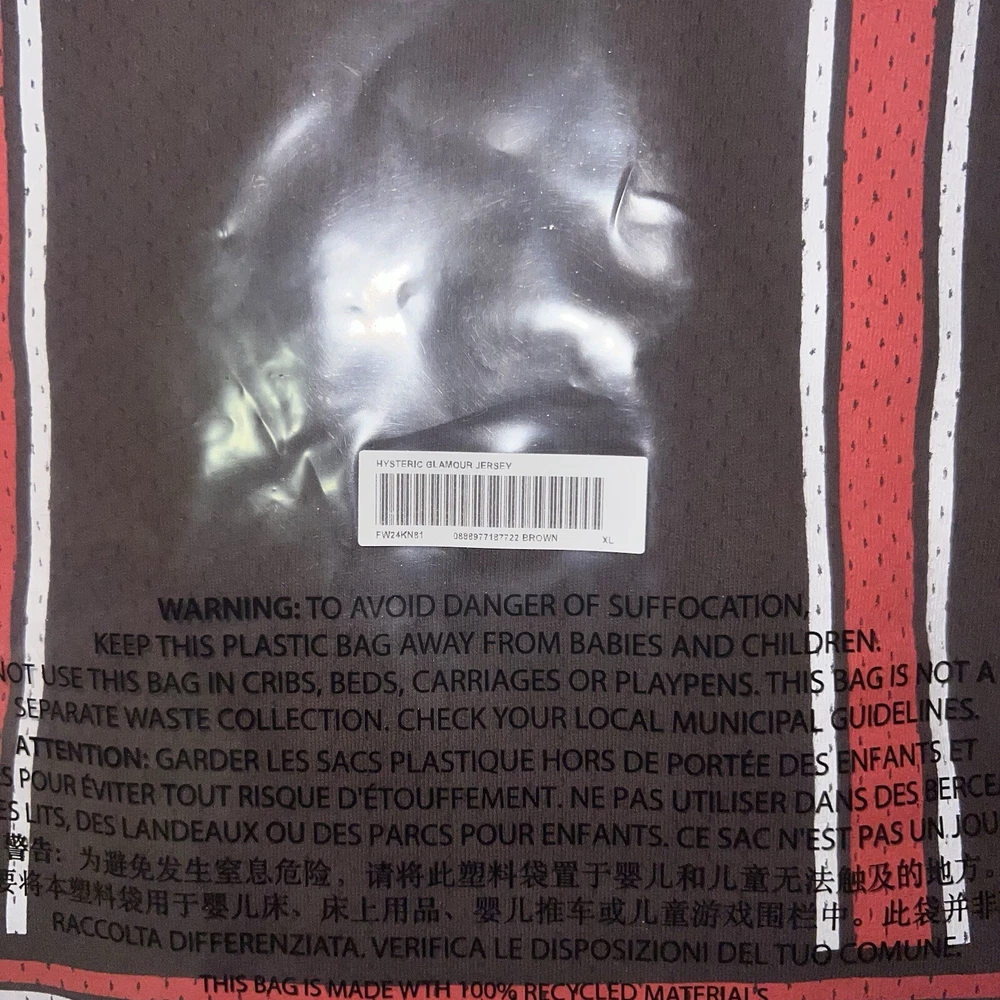 HYSTERIC GLAMOUR JERSEY
FW24KN81 0888977187722 BROWN XL
WARNING: TO AVOID DANGER OF SUFFOCATION,
KEEP THIS PLASTIC BAG AWAY FROM BABIES AND CHILDREN.
NOT USE THIS BAG IN CRIBS, BEDS, CARRIAGES OR PLAYPENS. THIS BAG IS NOT A
SEPARATE WASTE COLLECTION. CHECK YOUR LOCAL MUNICIPAL GUIDELINES.
ATTENTION: GARDER LES SACS PLASTIQUE HORS DE PORTÉE DES ENFANTS ET
S POUR ÉVITER TOUT RISQUE D'ÉTOUFFEMENT. NE PAS UTILISER DANS DES BERCE
ES LITS, DES LANDEAUX OU DES PARCS POUR ENFANTS. CE SAC N'EST PAS UN JOU
警告: 为避免发生窒息危险，请将此塑料袋置于婴儿和儿童无法触及的地方。
要将本塑料袋用于婴儿床、床上用品、婴儿推车或儿童游戏围栏中。此袋并非
RACCOLTA DIFFERENZIATA. VERIFICA LE DISPOSIZIONI DEL TUO COMUNE.
THIS BAG IS MADE WTH 100% RECYCLED MATERIALS